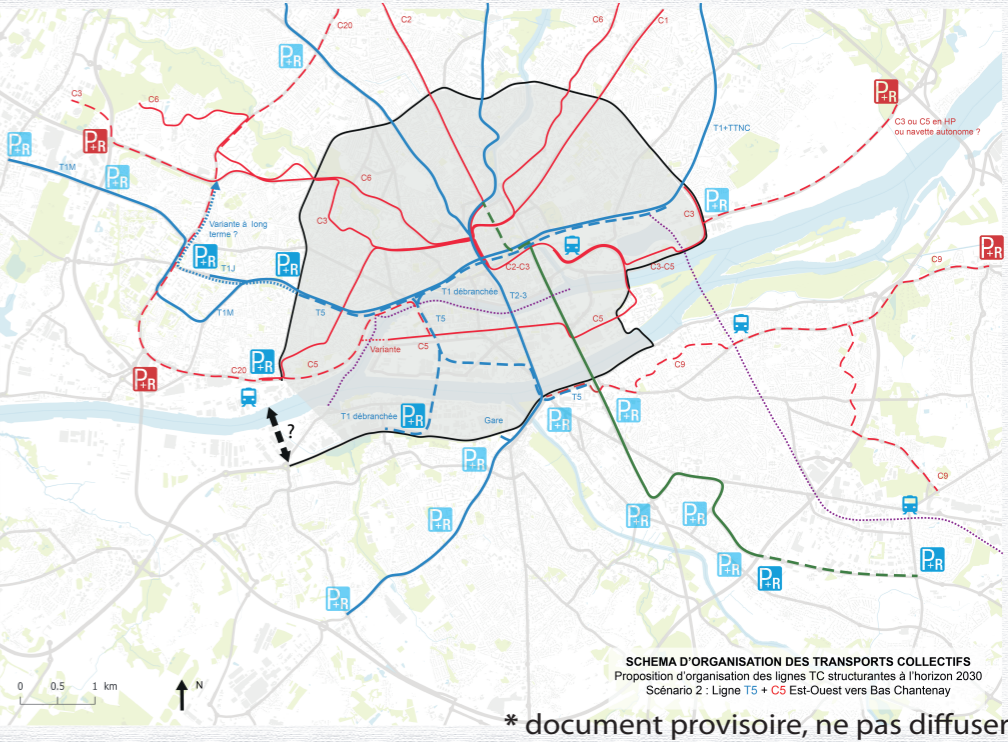 C20
C2
C6
C1
P+R
C3
C6
P+R
C3 ou C5 en HP
ou navette autonome ?
P+R
P+R
T1+TTNC
T1M
P+R
C6
P+R
C3
C3
Variante à long
terme ?
P+R
P+R
P+R
C9
T1J
C2-C3
C3-C5
T1 débranchée
T2-3
T1M
T5
T5
C5
Variante
C5
C5
P+R
C20
P+R
C9
T5
?
T1 débranchée
P+R
Gare
P+R
P+R
P+R
C9
P+R
P+R
P+R
P+R
P+R
P+R
P+R
SCHEMA D'ORGANISATION DES TRANSPORTS COLLECTIFS
Proposition d'organisation des lignes TC structurantes à l'horizon 2030
Scénario 2 : Ligne T5 + C5 Est-Ouest vers Bas Chantenay
0 0.5 1 km
N
* document provisoire, ne pas diffuser